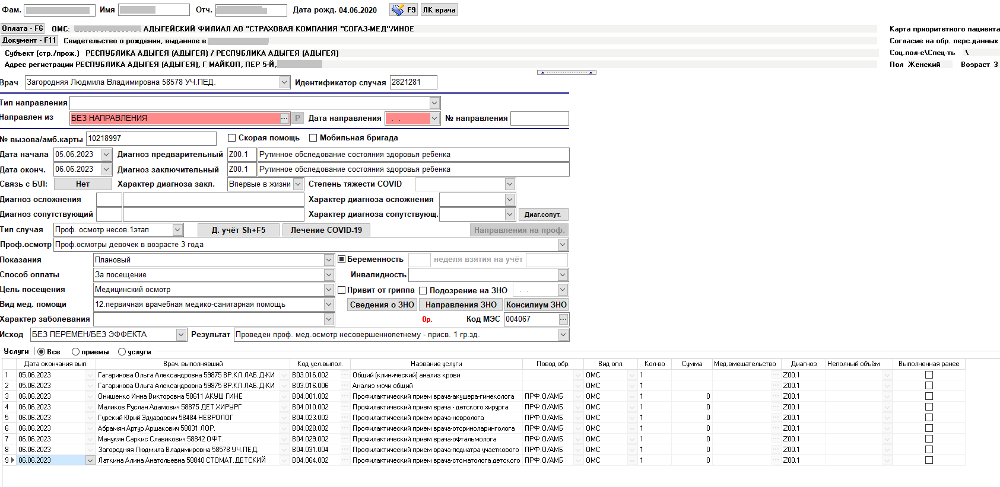 Фам. Имя Отч. Дата рожд. 04.06.2020 F9 ЛК врача
Оплата - F6 ОМС: АДЫГЕЙСКИЙ ФИЛИАЛ АО "СТРАХОВАЯ КОМПАНИЯ "СОГАЗ-МЕД"/ИНОЕ Карта приоритетного пациента
Документ - F11 Свидетельство о рождении, выданное в Согласие на обр. перс.данных
Субъект (стр./прож.) РЕСПУБЛИКА АДЫГЕЯ (АДЫГЕЯ) / РЕСПУБЛИКА АДЫГЕЯ (АДЫГЕЯ) Соц.пол-е\Спец-ть \
Адрес регистрации РЕСПУБЛИКА АДЫГЕЯ (АДЫГЕЯ), Г МАЙКОП, ПЕР 5-Й, Пол Женский Возраст 3
Врач Загородняя Людмила Владимировна 58578 УЧ.ПЕД. Идентификатор случая 2821281
Тип направления
Направлен из БЕЗ НАПРАВЛЕНИЯ ... Р Дата направления . . № направления
№ вызова/амб.карты 10218997 Скорая помощь Мобильная бригада
Дата начала 05.06.2023 Диагноз предварительный Z00.1 Рутинное обследование состояния здоровья ребенка
Дата оконч. 06.06.2023 Диагноз заключительный Z00.1 Рутинное обследование состояния здоровья ребенка
Связь с Б\Л: Нет Характер диагноза закл. Впервые в жизни Степень тяжести COVID
Диагноз осложнения Характер диагноза осложнения
Диагноз сопутствующий Характер диагноза сопутствующ. Диаг.сопут.
Тип случая Проф. осмотр несов.1этап Д. учёт Sh+F5 Лечение COVID-19 Направления на проф.
Проф.осмотр Проф.осмотры девочек в возрасте 3 года
Показания Плановый Беременность неделя взятия на учёт
Способ оплаты За посещение Инвалидность
Цель посещения Медицинский осмотр Привит от гриппа Подозрение на ЗНО . .
Вид мед. помощи 12.первичная врачебная медико-санитарная помощь Сведения о ЗНО Направления ЗНО Консилиум ЗНО
Характер заболевания 0р. Код МЭС 004067 ...
Исход БЕЗ ПЕРЕМЕН/БЕЗ ЭФФЕКТА Результат Проведен проф. мед.осмотр несовершеннолетнему - присв. 1 гр.зд.
Услуги Все приемы услуги
Дата окончания вып. Врач. выполнявший Код усл.выпол. Название услуги Повод обр. Вид опл. Кол-во Сумма Мед.вмешательство Диагноз Неполный объём Выполненная ранее
1 05.06.2023 Гагаринова Ольга Александровна 59875 ВР.КЛ.ЛАБ.Д-КИ B03.016.002 Общий (клинический) анализ крови ОМС 1 Z00.1
2 05.06.2023 Гагаринова Ольга Александровна 59875 ВР.КЛ.ЛАБ.Д-КИ B03.016.006 Анализ мочи общий ОМС 1 Z00.1
3 06.06.2023 Онищенко Инна Викторовна 58611 АКУШ ГИНЕ B04.001.002 Профилактический прием врача-акушера-гинеколога ПРФ.О/АМБ ОМС 1 0 Z00.1
4 06.06.2023 Маликов Руслан Адамович 58875 ДЕТ.ХИРУРГ B04.010.002 Профилактический прием врача - детского хирурга ПРФ.О/АМБ ОМС 1 0 Z00.1
5 06.06.2023 Гурский Юрий Эдуардович 58484 НЕВРОЛОГ B04.023.002 Профилактический прием врача-невролога ПРФ.О/АМБ ОМС 1 0 Z00.1
6 06.06.2023 Абрамян Артур Аршакович 58831 ЛОР. B04.028.002 Профилактический прием врача-оториноларинголога ПРФ.О/АМБ ОМС 1 0 Z00.1
7 06.06.2023 Манукян Саркис Славикович 58842 ОФТ. B04.029.002 Профилактический прием врача-офтальмолога ПРФ.О/АМБ ОМС 1 0 Z00.1
8 06.06.2023 Загородняя Людмила Владимировна 58578 УЧ.ПЕД. B04.031.004 Профилактический прием врача-педиатра участкового ПРФ.О/АМБ ОМС 1 0 Z00.1
9 06.06.2023 Латкина Алина Анатольевна 58840 СТОМАТ.ДЕТСКИЙ B04.064.002 Профилактический прием врача-стоматолога детского ПРФ.О/АМБ ОМС 1 0 Z00.1